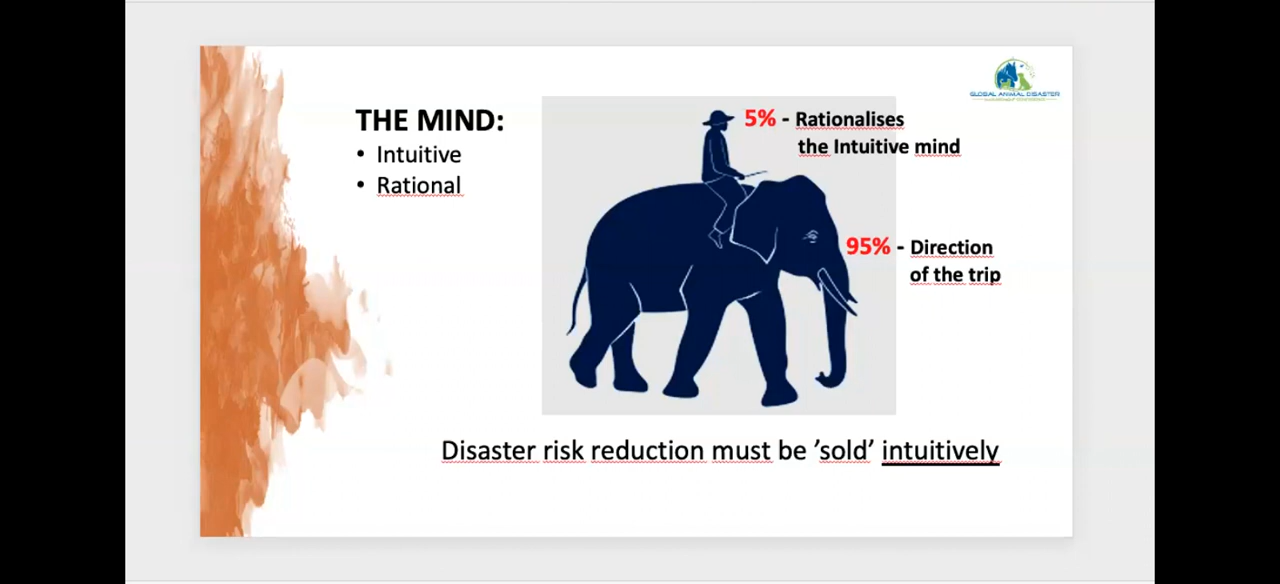 THE MIND:
• Intuitive
• Rational
5% - Rationalises
the Intuitive mind
95% - Direction
of the trip
Disaster risk reduction must be ’sold’ intuitively
GLOBAL ANIMAL DISASTER